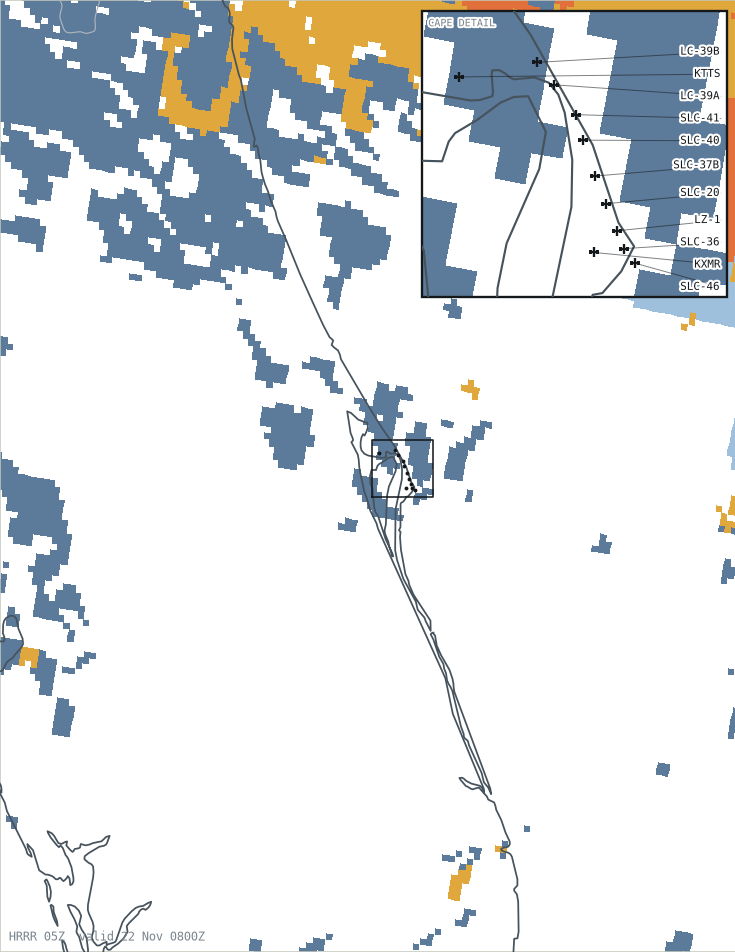 CAPE DETAIL
LC-39B
KTTS
LC-39A
SLC-41
SLC-40
SLC-37B
SLC-20
LZ-1
SLC-36
KXMR
SLC-46
HRRR 05Z valid 22 Nov 0800Z